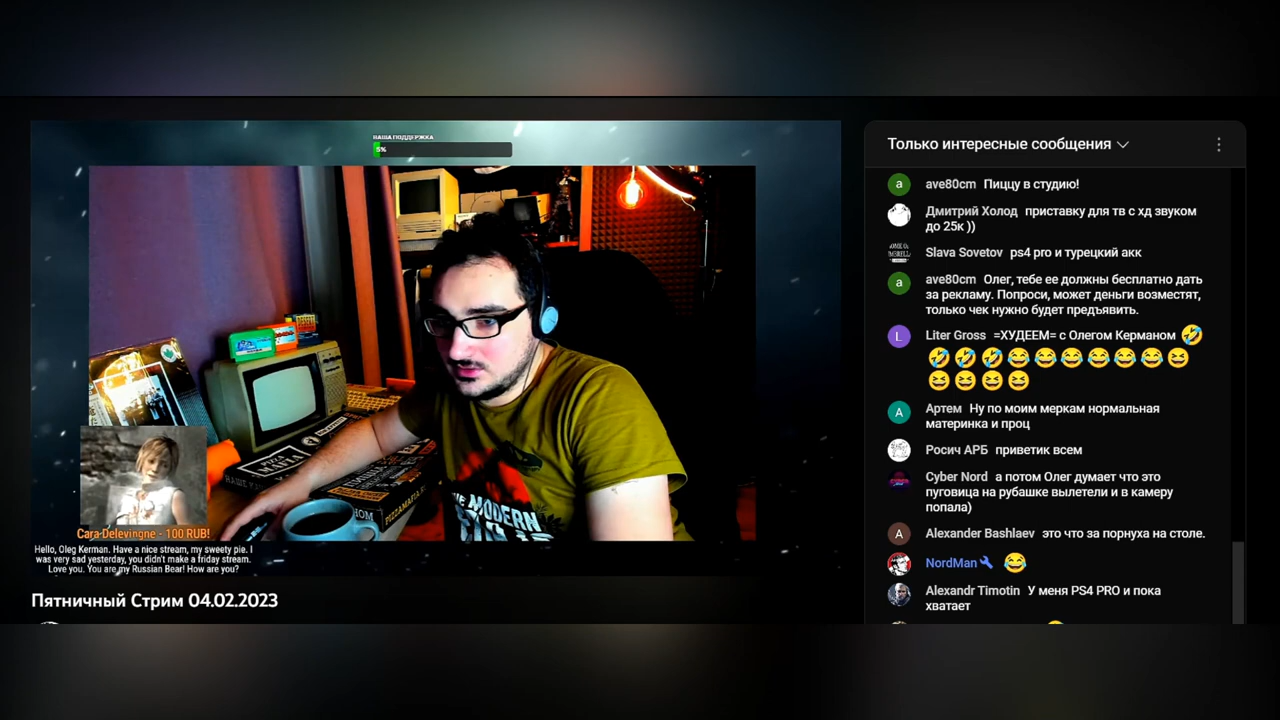 НАША ПОДДЕРЖКА
5%
PIZZA
MAFIA
Cara Delevingne - 100 RUB!
Hello, Oleg Kerman. Have a nice stream, my sweety pie. I
was very sad yesterday, you didn't make a friday stream.
Love you. You are my Russian Bear! How are you?
Пятничный Стрим 04.02.2023
Только интересные сообщения
ave80cm Пиццу в студию!
Дмитрий Холод приставку для тв с хд звуком
до 25к ))
Slava Sovetov ps4 pro и турецкий акк
ave80cm Олег, тебе ее должны бесплатно дать
за рекламу. Попроси, может деньги возместят,
только чек нужно будет предъявить.
Liter Gross =ХУДЕЕМ= с Олегом Керманом 🤣
🤣🤣🤣😂😂😂😂😂😂😆
😆😆😆😆
Артем Ну по моим меркам нормальная
материнка и проц
Росич АРБ приветик всем
Cyber Nord а потом Олег думает что это
пуговица на рубашке вылетели и в камеру
попала)
Alexander Bashlaev это что за порнуха на столе.
NordMan 😂
Alexandr Timotin У меня PS4 PRO и пока
хватает